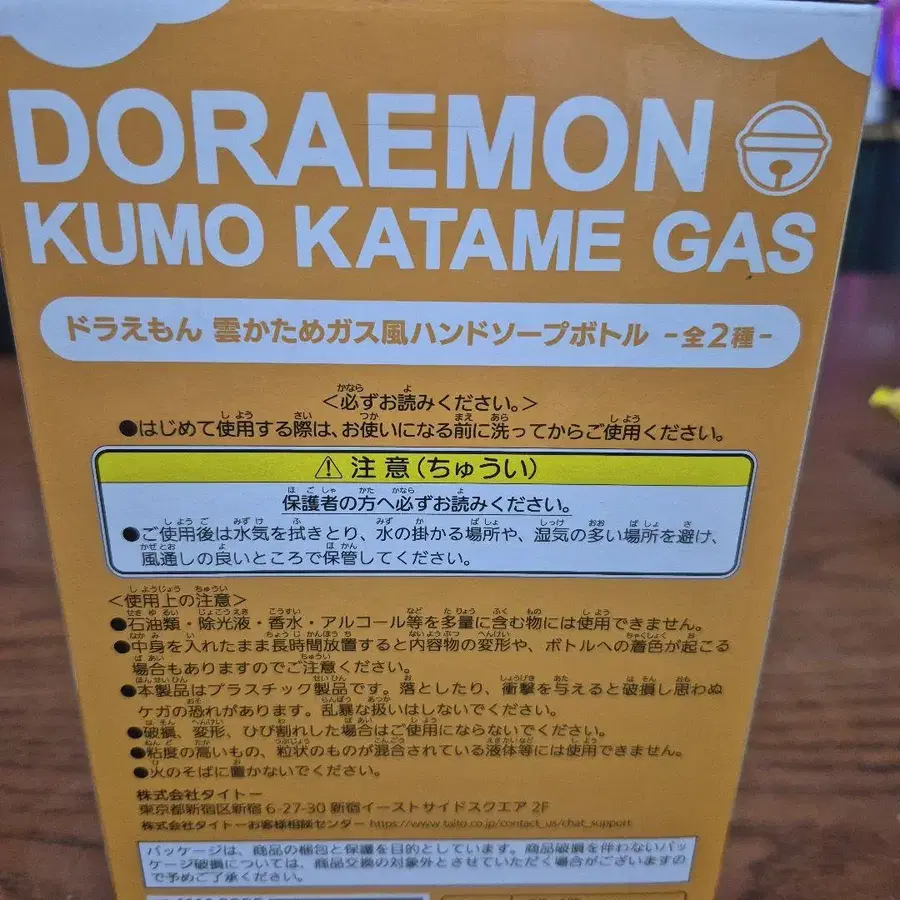 DORAEMON
KUMO KATAME GAS
ドラえもん 雲かためガス風ハンドソープボトル -全2種-
<必ずお読みください。>
●はじめて使用する際は、お使いになる前に洗ってからご使用ください。
⚠ 注意(ちゅうい)
保護者の方へ必ずお読みください。
●ご使用後は水気を拭きとり、水の掛かる場所や、湿気の多い場所を避け、
風通しの良いところで保管してください。
<使用上の注意>
●石油類・除光液・香水・アルコール等を多量に含む物には使用できません。
●中身を入れたまま長時間放置すると内容物の変形や、ボトルへの着色が起こる
場合もありますのでご注意ください。
●本製品はプラスチック製品です。落としたり、衝撃を与えると破損し思わぬ
ケガの恐れがあります。乱暴な扱いはしないでください。
●破損、変形、ひび割れした場合はご使用にならないでください。
●粘度の高いもの、粒状のものが混合されている液体等には使用できません。
●火のそばに置かないでください。
株式会社タイトー
東京都新宿区新宿 6-27-30 新宿イーストサイドスクエア 2F
株式会社タイトーお客様相談センター https://www.taito.co.jp/contact_us/chat_support
パッケージは、商品の梱包と保護を目的としています。商品破損を伴わないパッ
ケージ破損については、商品交換の対象外とさせていただく場合がございますの
で予めご了承ください。